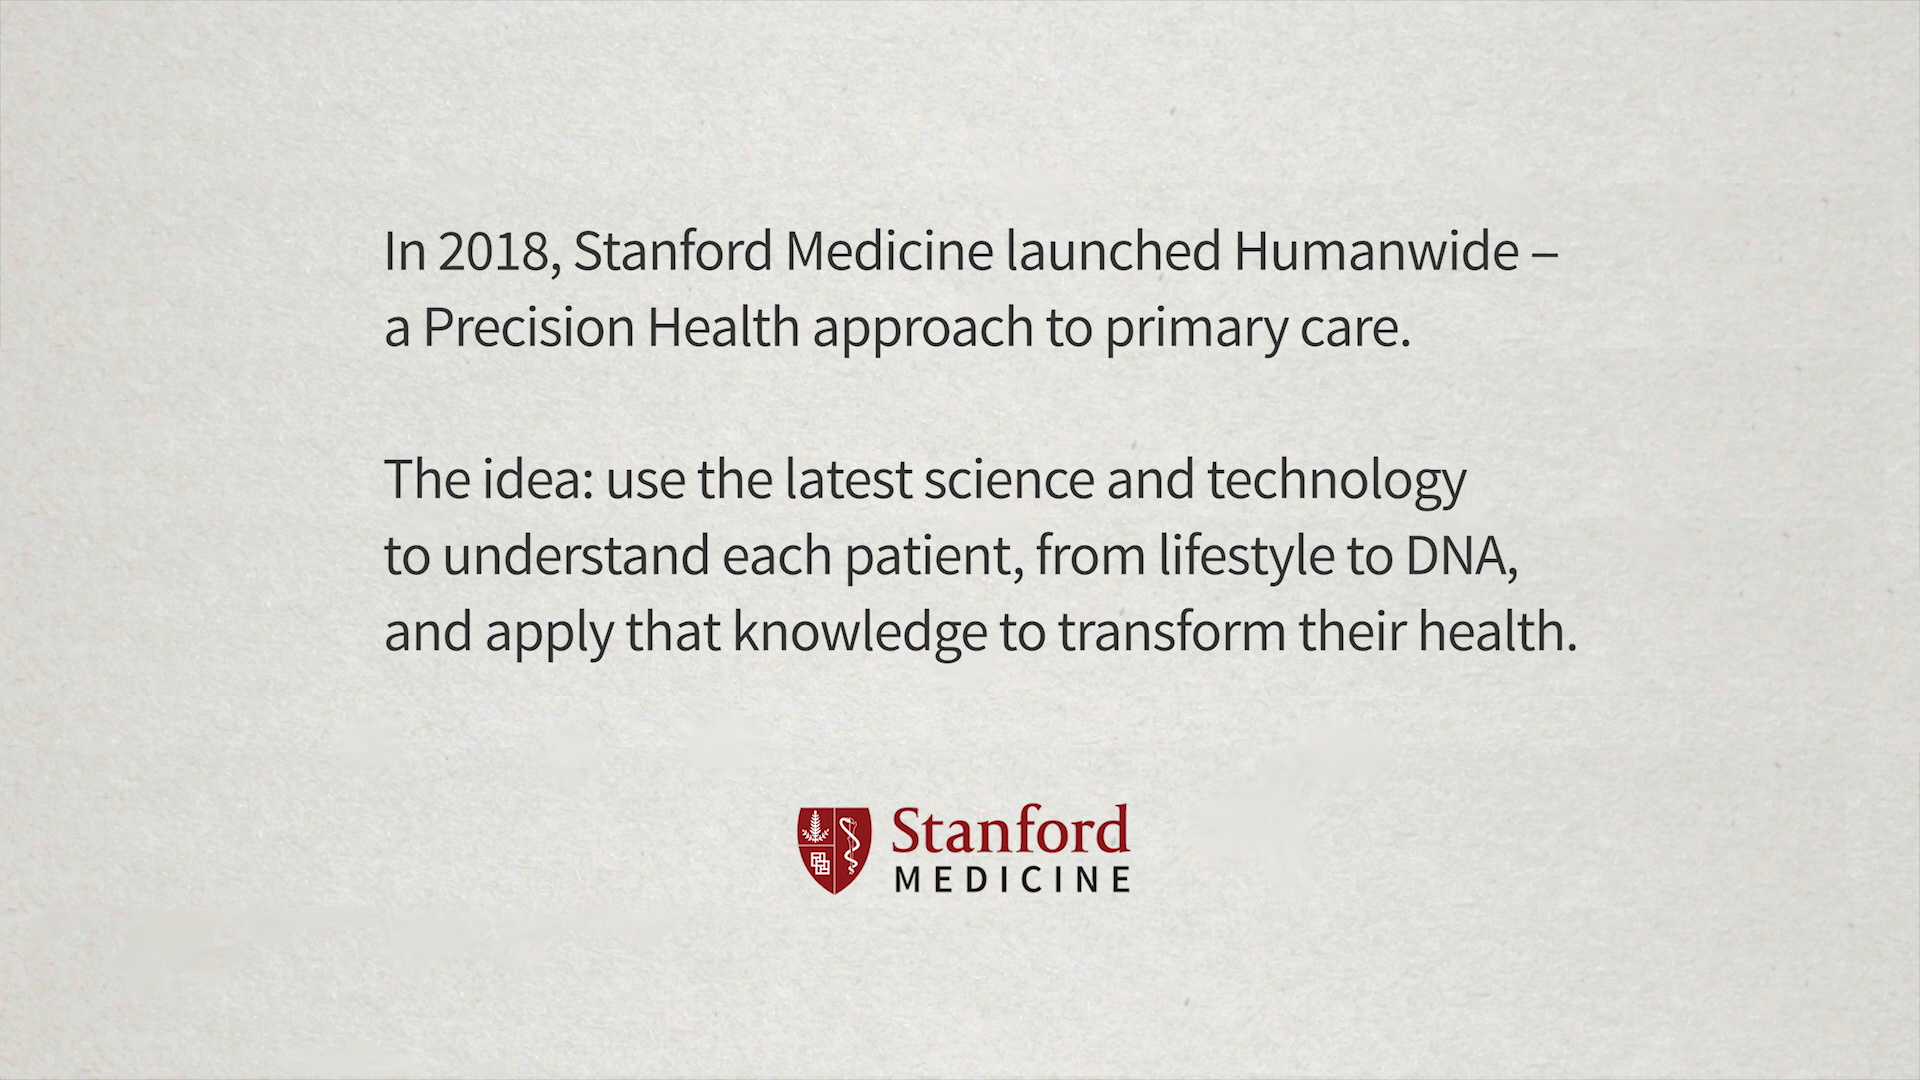 In 2018, Stanford Medicine launched Humanwide –
a Precision Health approach to primary care.
The idea: use the latest science and technology
to understand each patient, from lifestyle to DNA,
and apply that knowledge to transform their health.
Stanford
MEDICINE